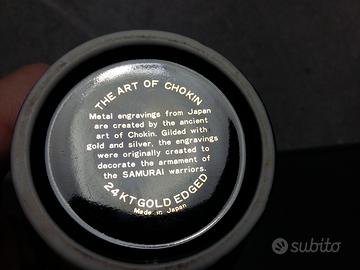 THE ART OF CHOKIN
Metal engravings from Japan
are created by the ancient
art of Chokin. Gilded with
gold and silver, the engravings
were originally created to
decorate the armament of
the SAMURAI warriors.
24KT GOLD EDGED
Made in Japan
subito